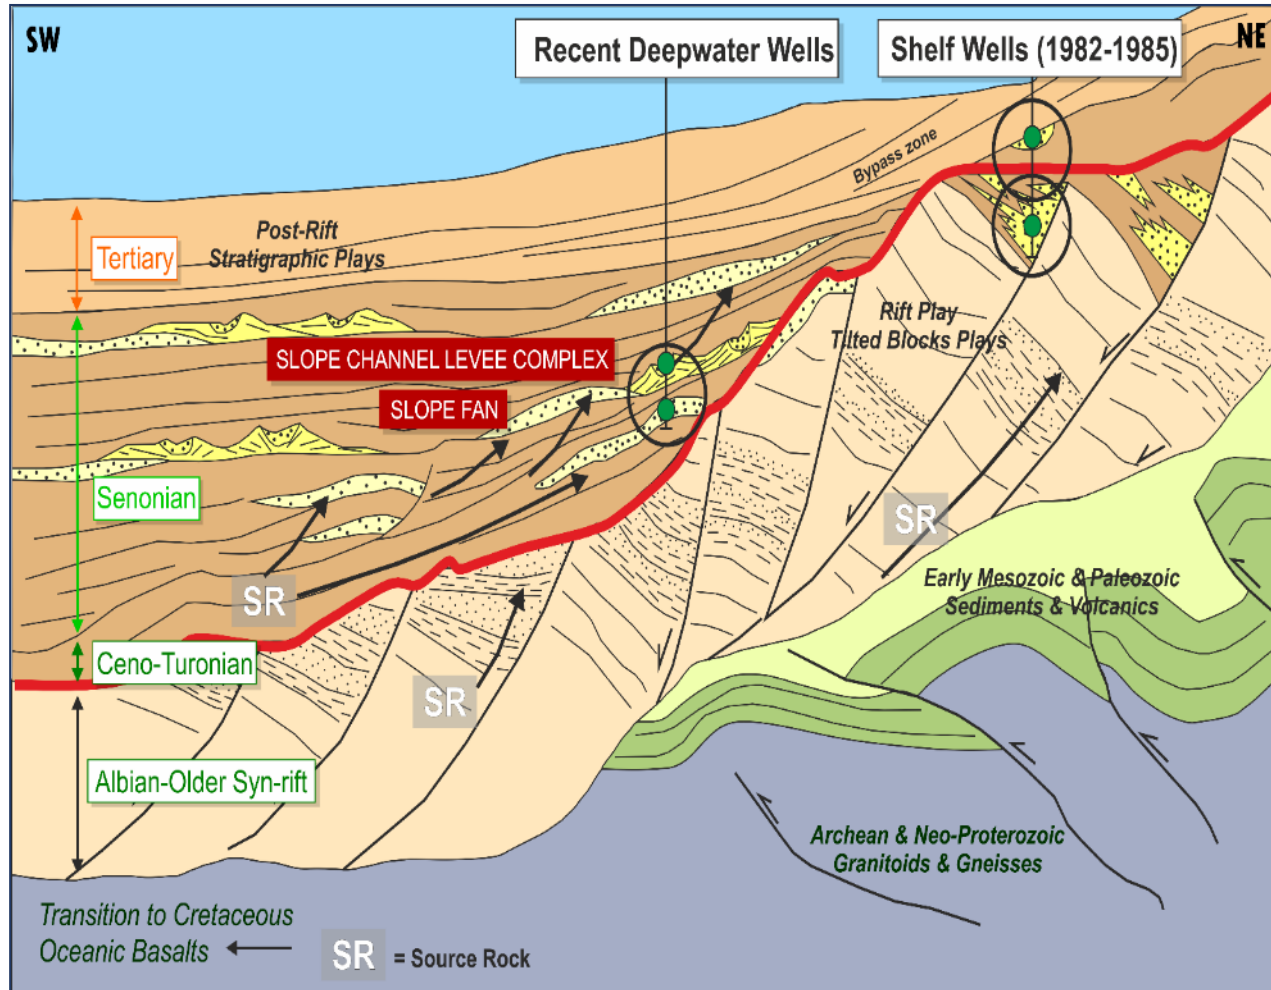 SW
NE
Recent Deepwater Wells
Shelf Wells (1982-1985)
Bypass zone
Post-Rift
Stratigraphic Plays
Tertiary
Rift Play
Tilted Blocks Plays
SLOPE CHANNEL LEVEE COMPLEX
SLOPE FAN
Senonian
SR
SR
Early Mesozoic & Paleozoic
Sediments & Volcanics
Ceno-Turonian
SR
Albian-Older Syn-rift
Archean & Neo-Proterozoic
Granitoids & Gneisses
Transition to Cretaceous
Oceanic Basalts
SR = Source Rock